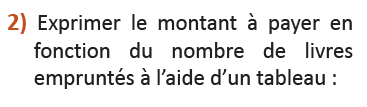 2) Exprimer le montant à payer en
fonction du nombre de livres
empruntés à l'aide d'un tableau :